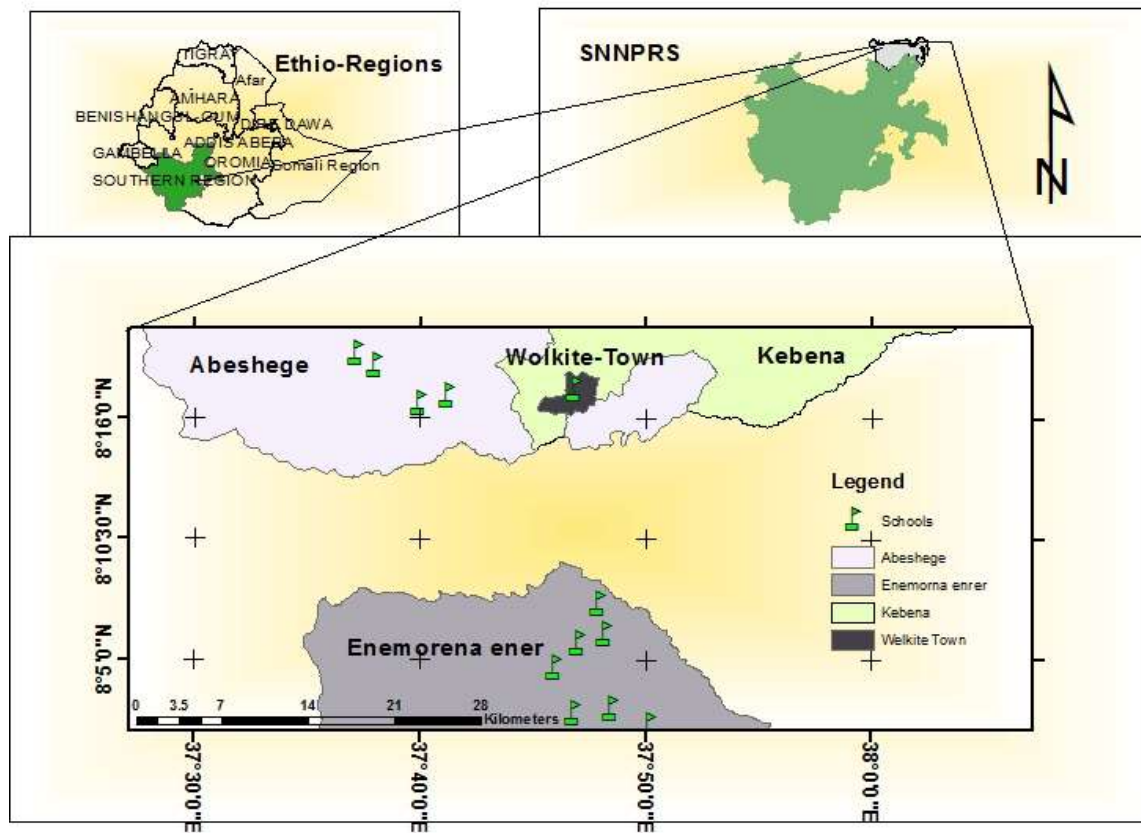 TIGRAY
Ethio-Regions
Afar
AMHARA
BENISHANGUL GUM
DIRE DAWA
ADDIS ABEBA
GAMBELLA
OROMIA
Somali Region
SOUTHERN REGION
SNNPRS
N
Abeshege
Wolkite-Town
Kebena
8°16'0"N
8°10'30"N
8°5'0"N
Legend
Schools
Abeshege
Enemorna enrer
Kebena
Welkite Town
Enemorena ener
0 3.5 7 14 21 28
Kilometers
37°30'0"E
37°40'0"E
37°50'0"E
38°0'0"E